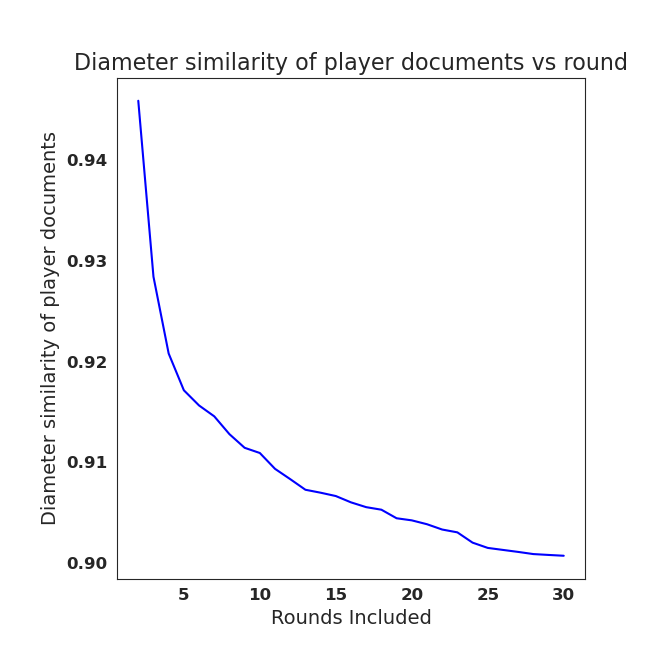 Diameter similarity of player documents vs round
Diameter similarity of player documents
0.94
0.93
0.92
0.91
0.90
5 10 15 20 25 30
Rounds Included